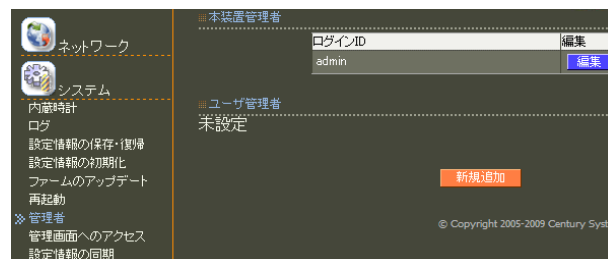 本装置管理者
ネットワーク
ログインID
編集
admin
編集
システム
内蔵時計
ユーザ管理者
ログ
未設定
設定情報の保存・復帰
設定情報の初期化
ファームのアップデート
新規追加
再起動
管理者
© Copyright 2005-2009 Century Syst
管理画面へのアクセス
設定情報の同期